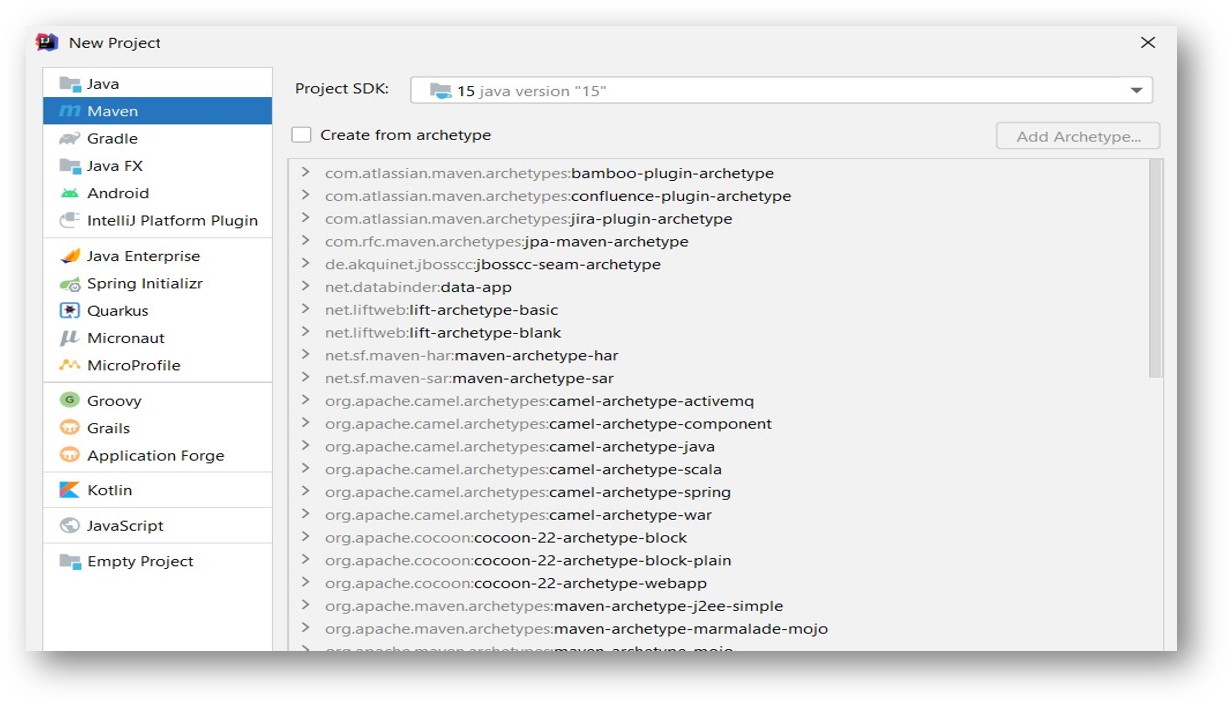 New Project
Java
Maven
Gradle
Java FX
Android
IntelliJ Platform Plugin
Java Enterprise
Spring Initializr
Quarkus
Micronaut
MicroProfile
Groovy
Grails
Application Forge
Kotlin
JavaScript
Empty Project
Project SDK: 15 java version "15"
Create from archetype
Add Archetype...
com.atlassian.maven.archetypes:bamboo-plugin-archetype
com.atlassian.maven.archetypes:confluence-plugin-archetype
com.atlassian.maven.archetypes:jira-plugin-archetype
com.rfc.maven.archetypes:jpa-maven-archetype
de.akquinet.jbosscc:jbosscc-seam-archetype
net.databinder:data-app
net.liftweb:lift-archetype-basic
net.liftweb:lift-archetype-blank
net.sf.maven-har:maven-archetype-har
net.sf.maven-sar:maven-archetype-sar
org.apache.camel.archetypes:camel-archetype-activemq
org.apache.camel.archetypes:camel-archetype-component
org.apache.camel.archetypes:camel-archetype-java
org.apache.camel.archetypes:camel-archetype-scala
org.apache.camel.archetypes:camel-archetype-spring
org.apache.camel.archetypes:camel-archetype-war
org.apache.cocoon:cocoon-22-archetype-block
org.apache.cocoon:cocoon-22-archetype-block-plain
org.apache.cocoon:cocoon-22-archetype-webapp
org.apache.maven.archetypes:maven-archetype-j2ee-simple
org.apache.maven.archetypes:maven-archetype-marmalade-mojo
org.apache.maven.archetypes:maven-archetype-mojo